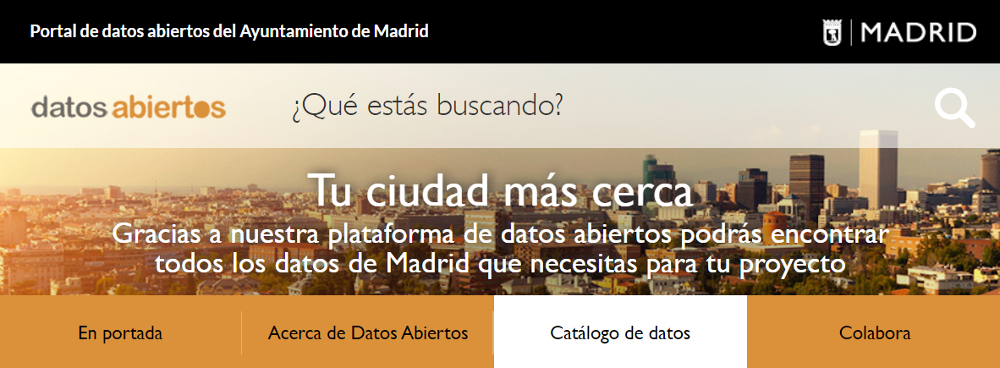 Portal de datos abiertos del Ayuntamiento de Madrid
MADRID
datos abiertos
¿Qué estás buscando?
Tu ciudad más cerca
Gracias a nuestra plataforma de datos abiertos podrás encontrar
todos los datos de Madrid que necesitas para tu proyecto
En portada
Acerca de Datos Abiertos
Catálogo de datos
Colabora